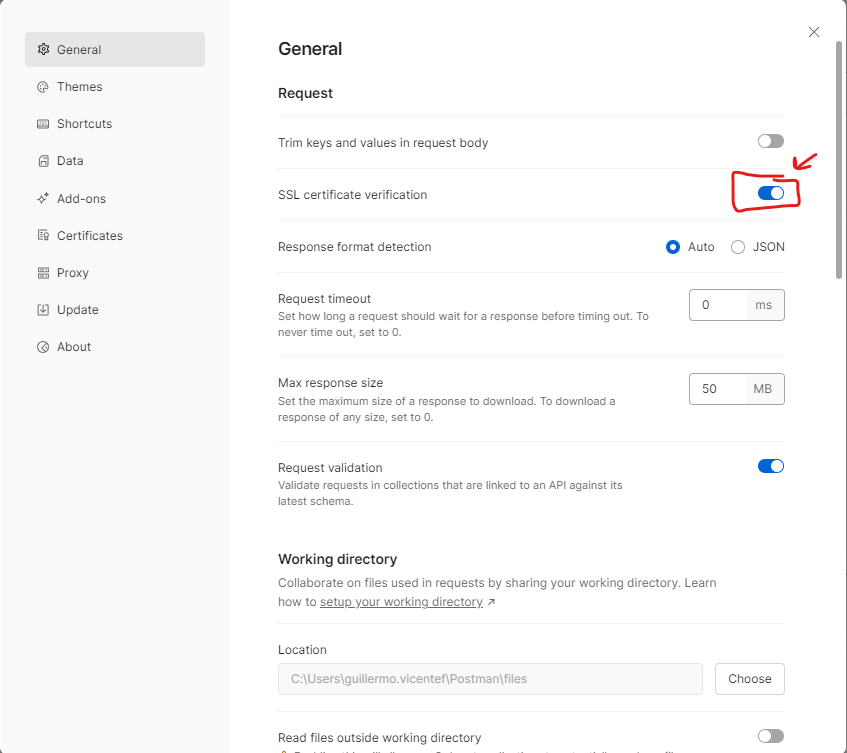 General
Themes
Shortcuts
Data
Add-ons
Certificates
Proxy
Update
About
General
Request
Trim keys and values in request body
SSL certificate verification
Response format detection
Auto
JSON
Request timeout
Set how long a request should wait for a response before timing out. To
never time out, set to 0.
0 ms
Max response size
Set the maximum size of a response to download. To download a
response of any size, set to 0.
50 MB
Request validation
Validate requests in collections that are linked to an API against its
latest schema.
Working directory
Collaborate on files used in requests by sharing your working directory. Learn
how to setup your working directory ↗
Location
C:\Users\guillermo.vicentef\Postman\files
Choose
Read files outside working directory